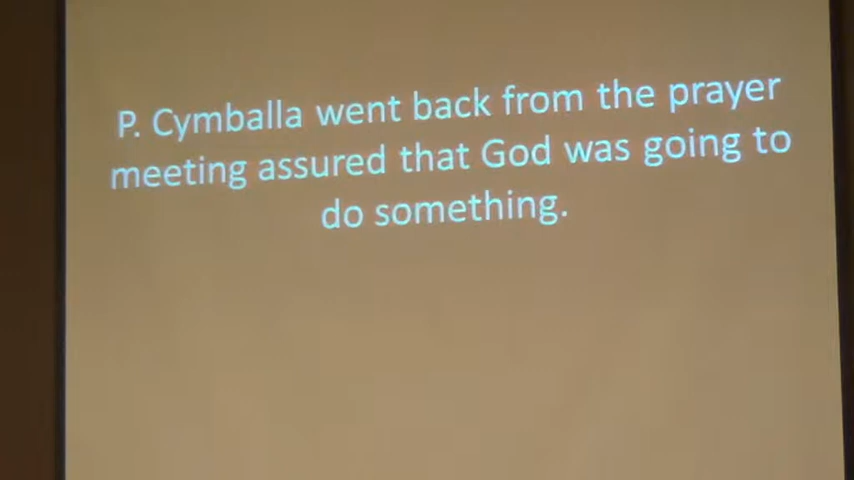 P. Cymballa went back from the prayer
meeting assured that God was going to
do something.